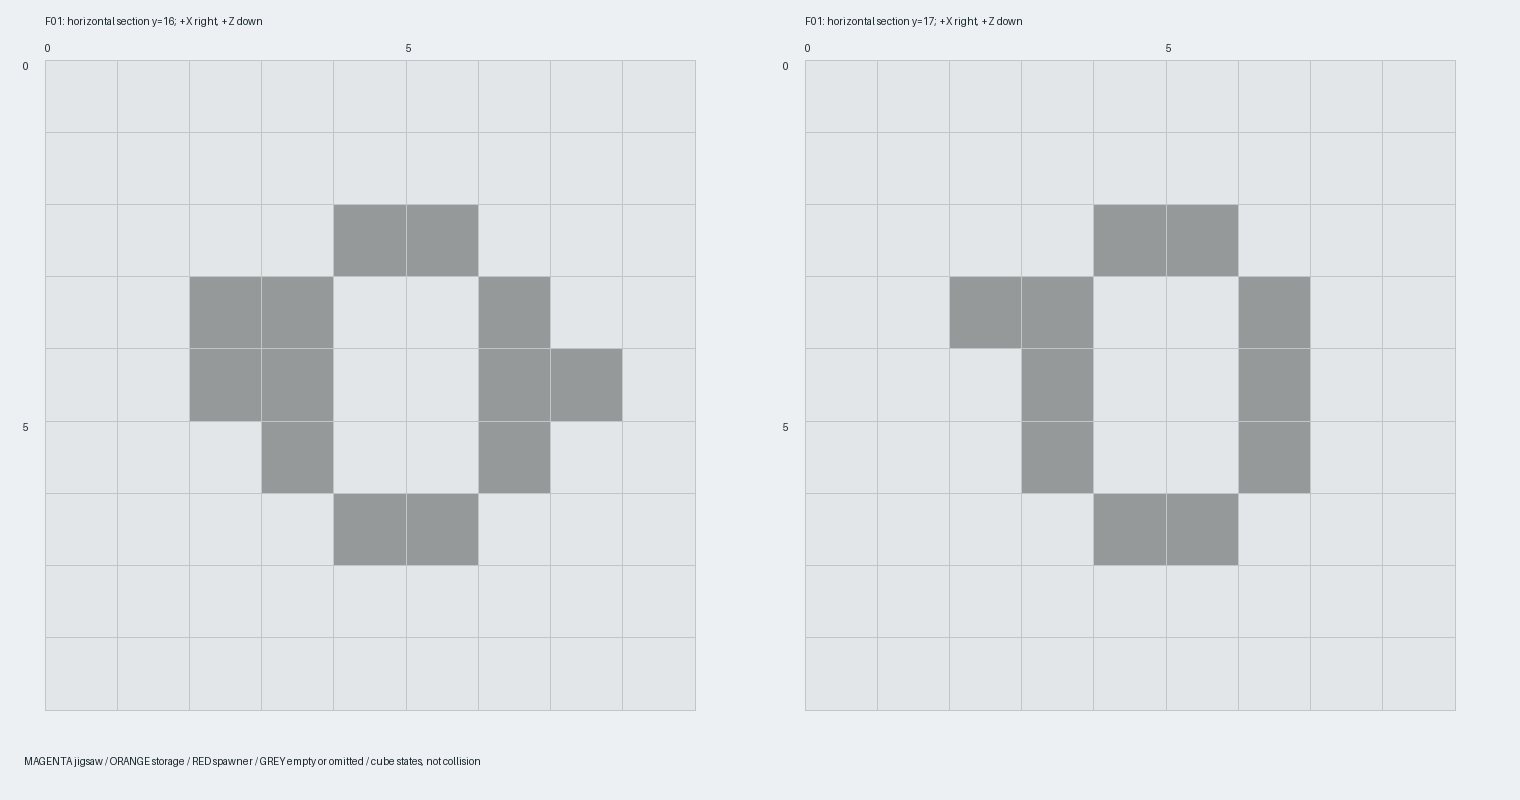 F01: horizontal section y=16; +X right, +Z down
0 5
0
5
F01: horizontal section y=17; +X right, +Z down
0 5
0
5
MAGENTA jigsaw / ORANGE storage / RED spawner / GREY empty or omitted / cube states, not collision